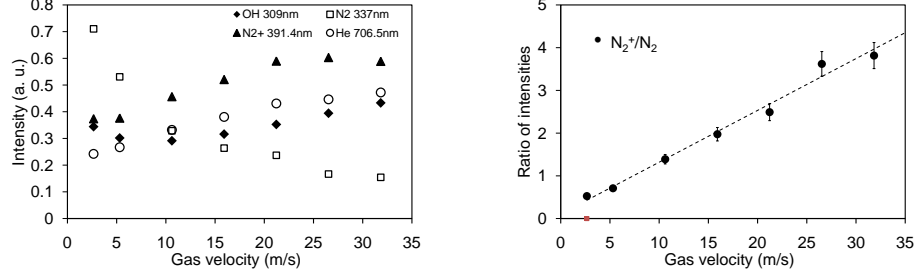 0.8
0.7
0.6
0.5
0.4
0.3
0.2
0.1
0
Intensity (a. u.)
OH 309nm
N2 337nm
N2+ 391.4nm
He 706.5nm
0 5 10 15 20 25 30 35
Gas velocity (m/s)
5
4
3
2
1
0
Ratio of intensities
N₂⁺/N₂
0 5 10 15 20 25 30 35
Gas velocity (m/s)